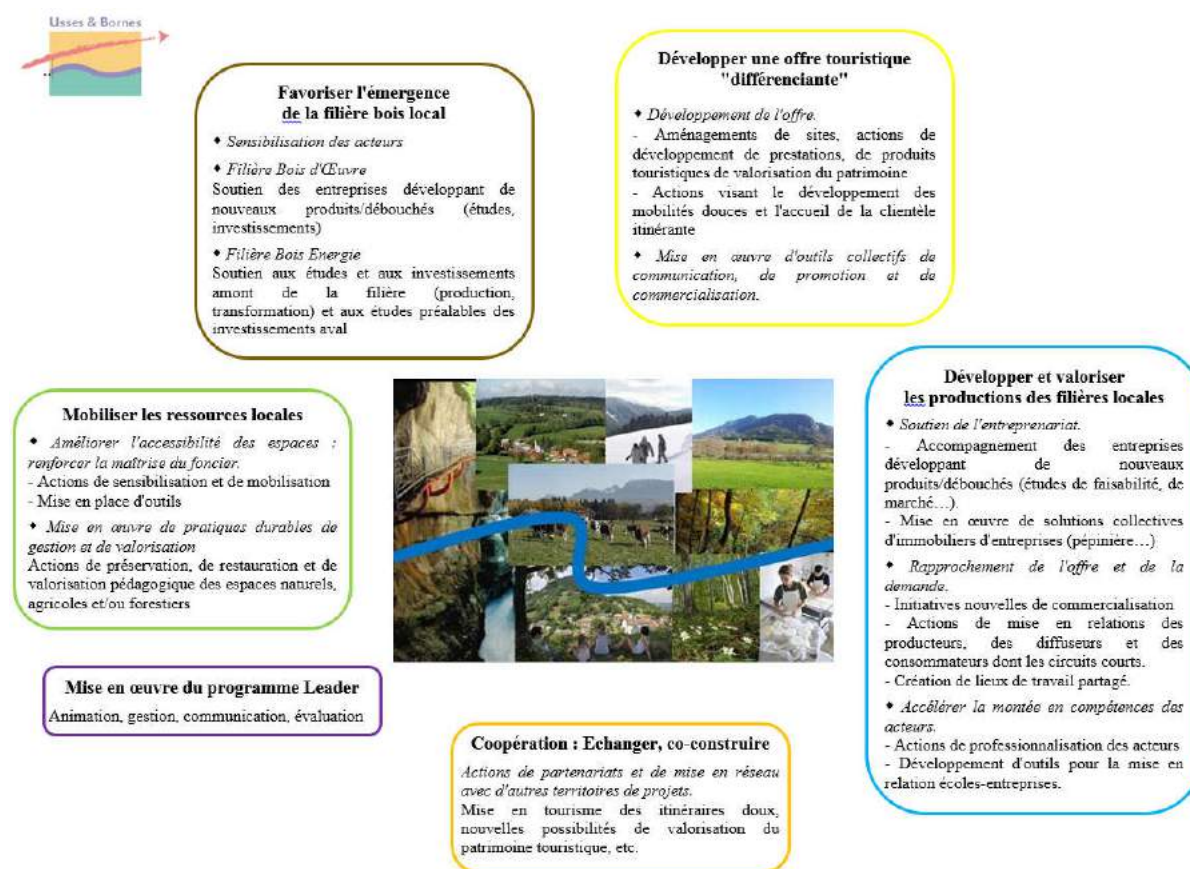 Usses & Bornes
Favoriser l'émergence
de la filière bois local
◆ Sensibilisation des acteurs
◆ Filière Bois d'Œuvre
Soutien des entreprises développant de
nouveaux produits/débouchés (études,
investissements)
◆ Filière Bois Energie
Soutien aux études et aux investissements
amont de la filière (production,
transformation) et aux études préalables des
investissements aval
Développer une offre touristique
"différenciante"
◆ Développement de l'offre.
- Aménagements de sites, actions de
développement de prestations, de produits
touristiques de valorisation du patrimoine
- Actions visant le développement des
mobilités douces et l'accueil de la clientèle
itinérante
◆ Mise en œuvre d'outils collectifs de
communication, de promotion et de
commercialisation.
Mobiliser les ressources locales
◆ Améliorer l'accessibilité des espaces :
renforcer la maîtrise du foncier.
- Actions de sensibilisation et de mobilisation
- Mise en place d'outils
◆ Mise en œuvre de pratiques durables de
gestion et de valorisation
Actions de préservation, de restauration et de
valorisation pédagogique des espaces naturels,
agricoles et/ou forestiers
Développer et valoriser
les productions des filières locales
◆ Soutien de l'entreprenariat.
- Accompagnement des entreprises
développant de nouveaux
produits/débouchés (études de faisabilité, de
marché…).
- Mise en œuvre de solutions collectives
d'immobiliers d'entreprises (pépinière…)
◆ Rapprochement de l'offre et de la
demande.
- Initiatives nouvelles de commercialisation
- Actions de mise en relations des
producteurs, des diffuseurs et des
consommateurs dont les circuits courts.
- Création de lieux de travail partagé.
◆ Accélérer la montée en compétences des
acteurs.
- Actions de professionnalisation des acteurs
- Développement d'outils pour la mise en
relation écoles-entreprises.
Mise en œuvre du programme Leader
Animation, gestion, communication, évaluation
Coopération : Echanger, co-construire
Actions de partenariats et de mise en réseau
avec d'autres territoires de projets.
Mise en tourisme des itinéraires doux,
nouvelles possibilités de valorisation du
patrimoine touristique, etc.